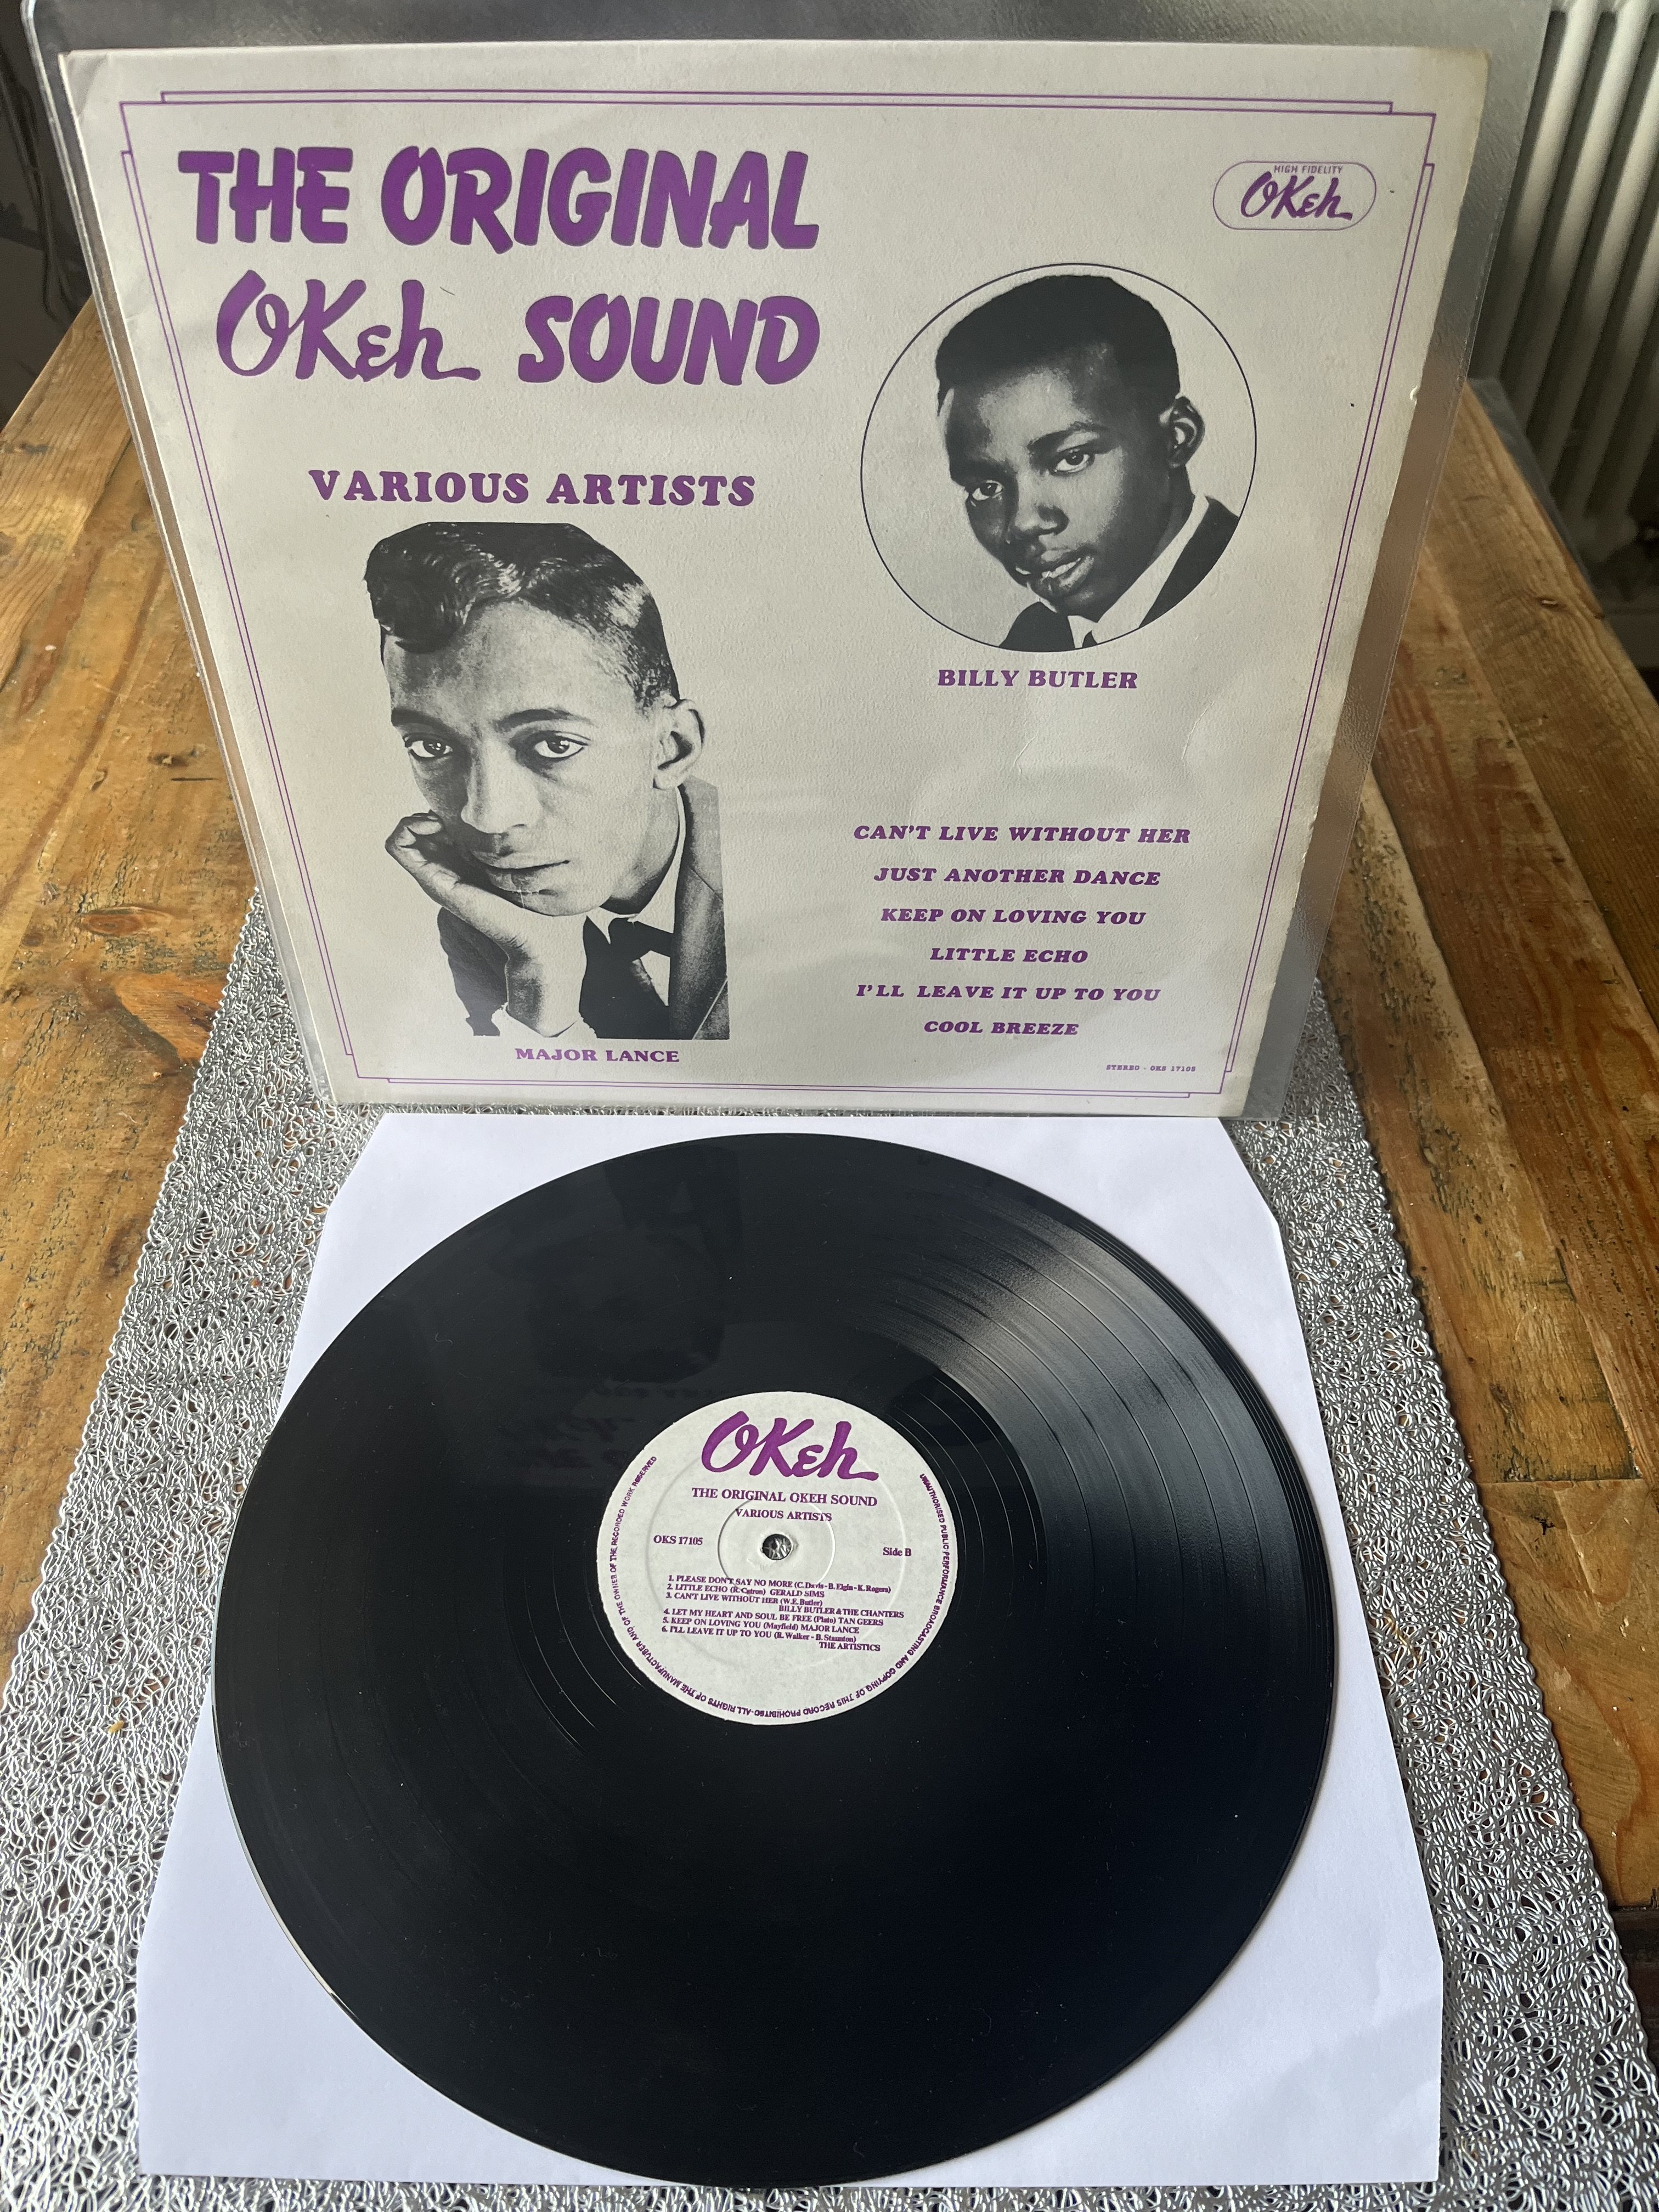 THE ORIGINAL
OKeh SOUND
HIGH FIDELITY
OKeh
VARIOUS ARTISTS
BILLY BUTLER
MAJOR LANCE
CAN'T LIVE WITHOUT HER
JUST ANOTHER DANCE
KEEP ON LOVING YOU
LITTLE ECHO
I'LL LEAVE IT UP TO YOU
COOL BREEZE
STEREO - OKS 17105
OKeh
THE ORIGINAL OKEH SOUND
VARIOUS ARTISTS
OKS 17105
Side B
1. PLEASE DON'T SAY NO MORE (C. Davis - B. Elgin - K. Rogers)
2. LITTLE ECHO (R. Catron) GERALD SIMS
3. CAN'T LIVE WITHOUT HER (W.E. Butler)
BILLY BUTLER & THE CHANTERS
4. LET MY HEART AND SOUL BE FREE (Plato) TAN GEERS
5. KEEP ON LOVING YOU (Mayfield) MAJOR LANCE
6. I'LL LEAVE IT UP TO YOU (R. Walker - B. Staunton)
THE ARTISTICS
ALL RIGHTS OF THE MANUFACTURER AND OF THE OWNER OF THE RECORDED WORK RESERVED
UNAUTHORISED PUBLIC PERFORMANCE BROADCASTING AND COPYING OF THIS RECORD PROHIBITED